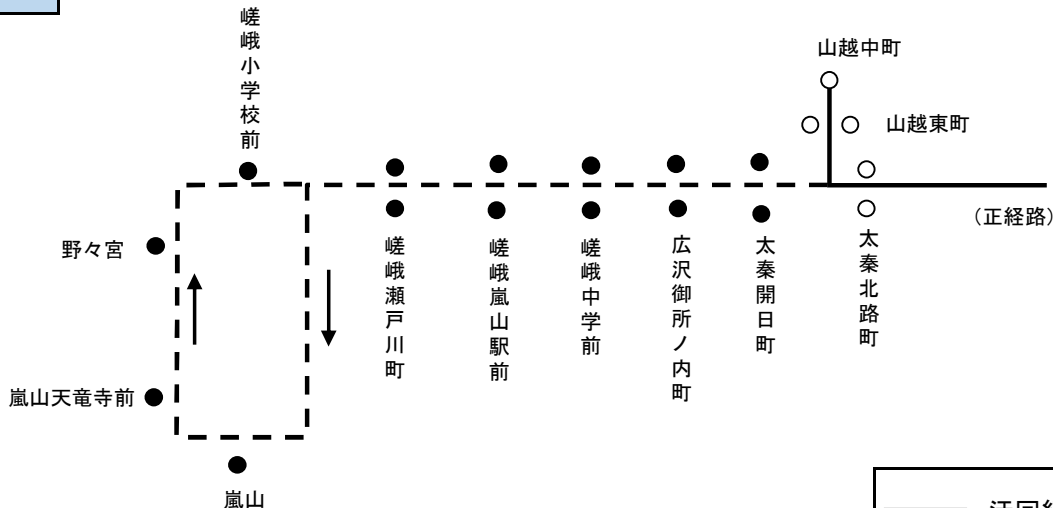 嵯峨小学校前
山越中町
山越東町
(正経路)
野々宮
嵯峨瀬戸川町
嵯峨嵐山駅前
嵯峨中学前
広沢御所ノ内町
太秦開日町
太秦北路町
嵐山天竜寺前
嵐山